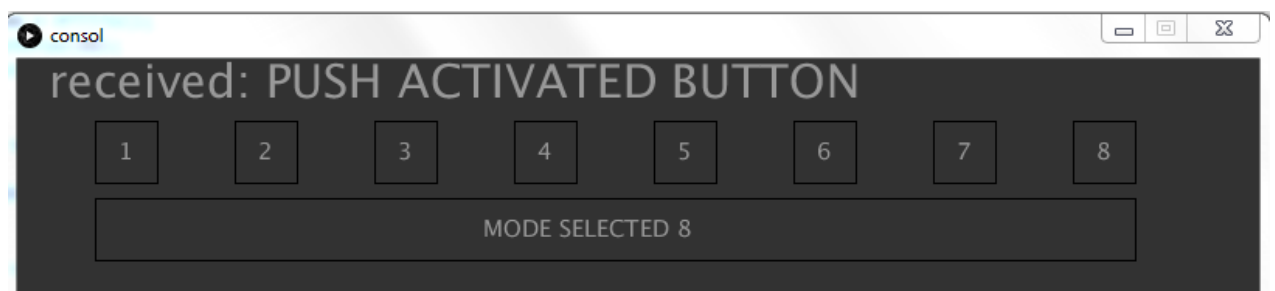 consol
received: PUSH ACTIVATED BUTTON
1 2 3 4 5 6 7 8
MODE SELECTED 8